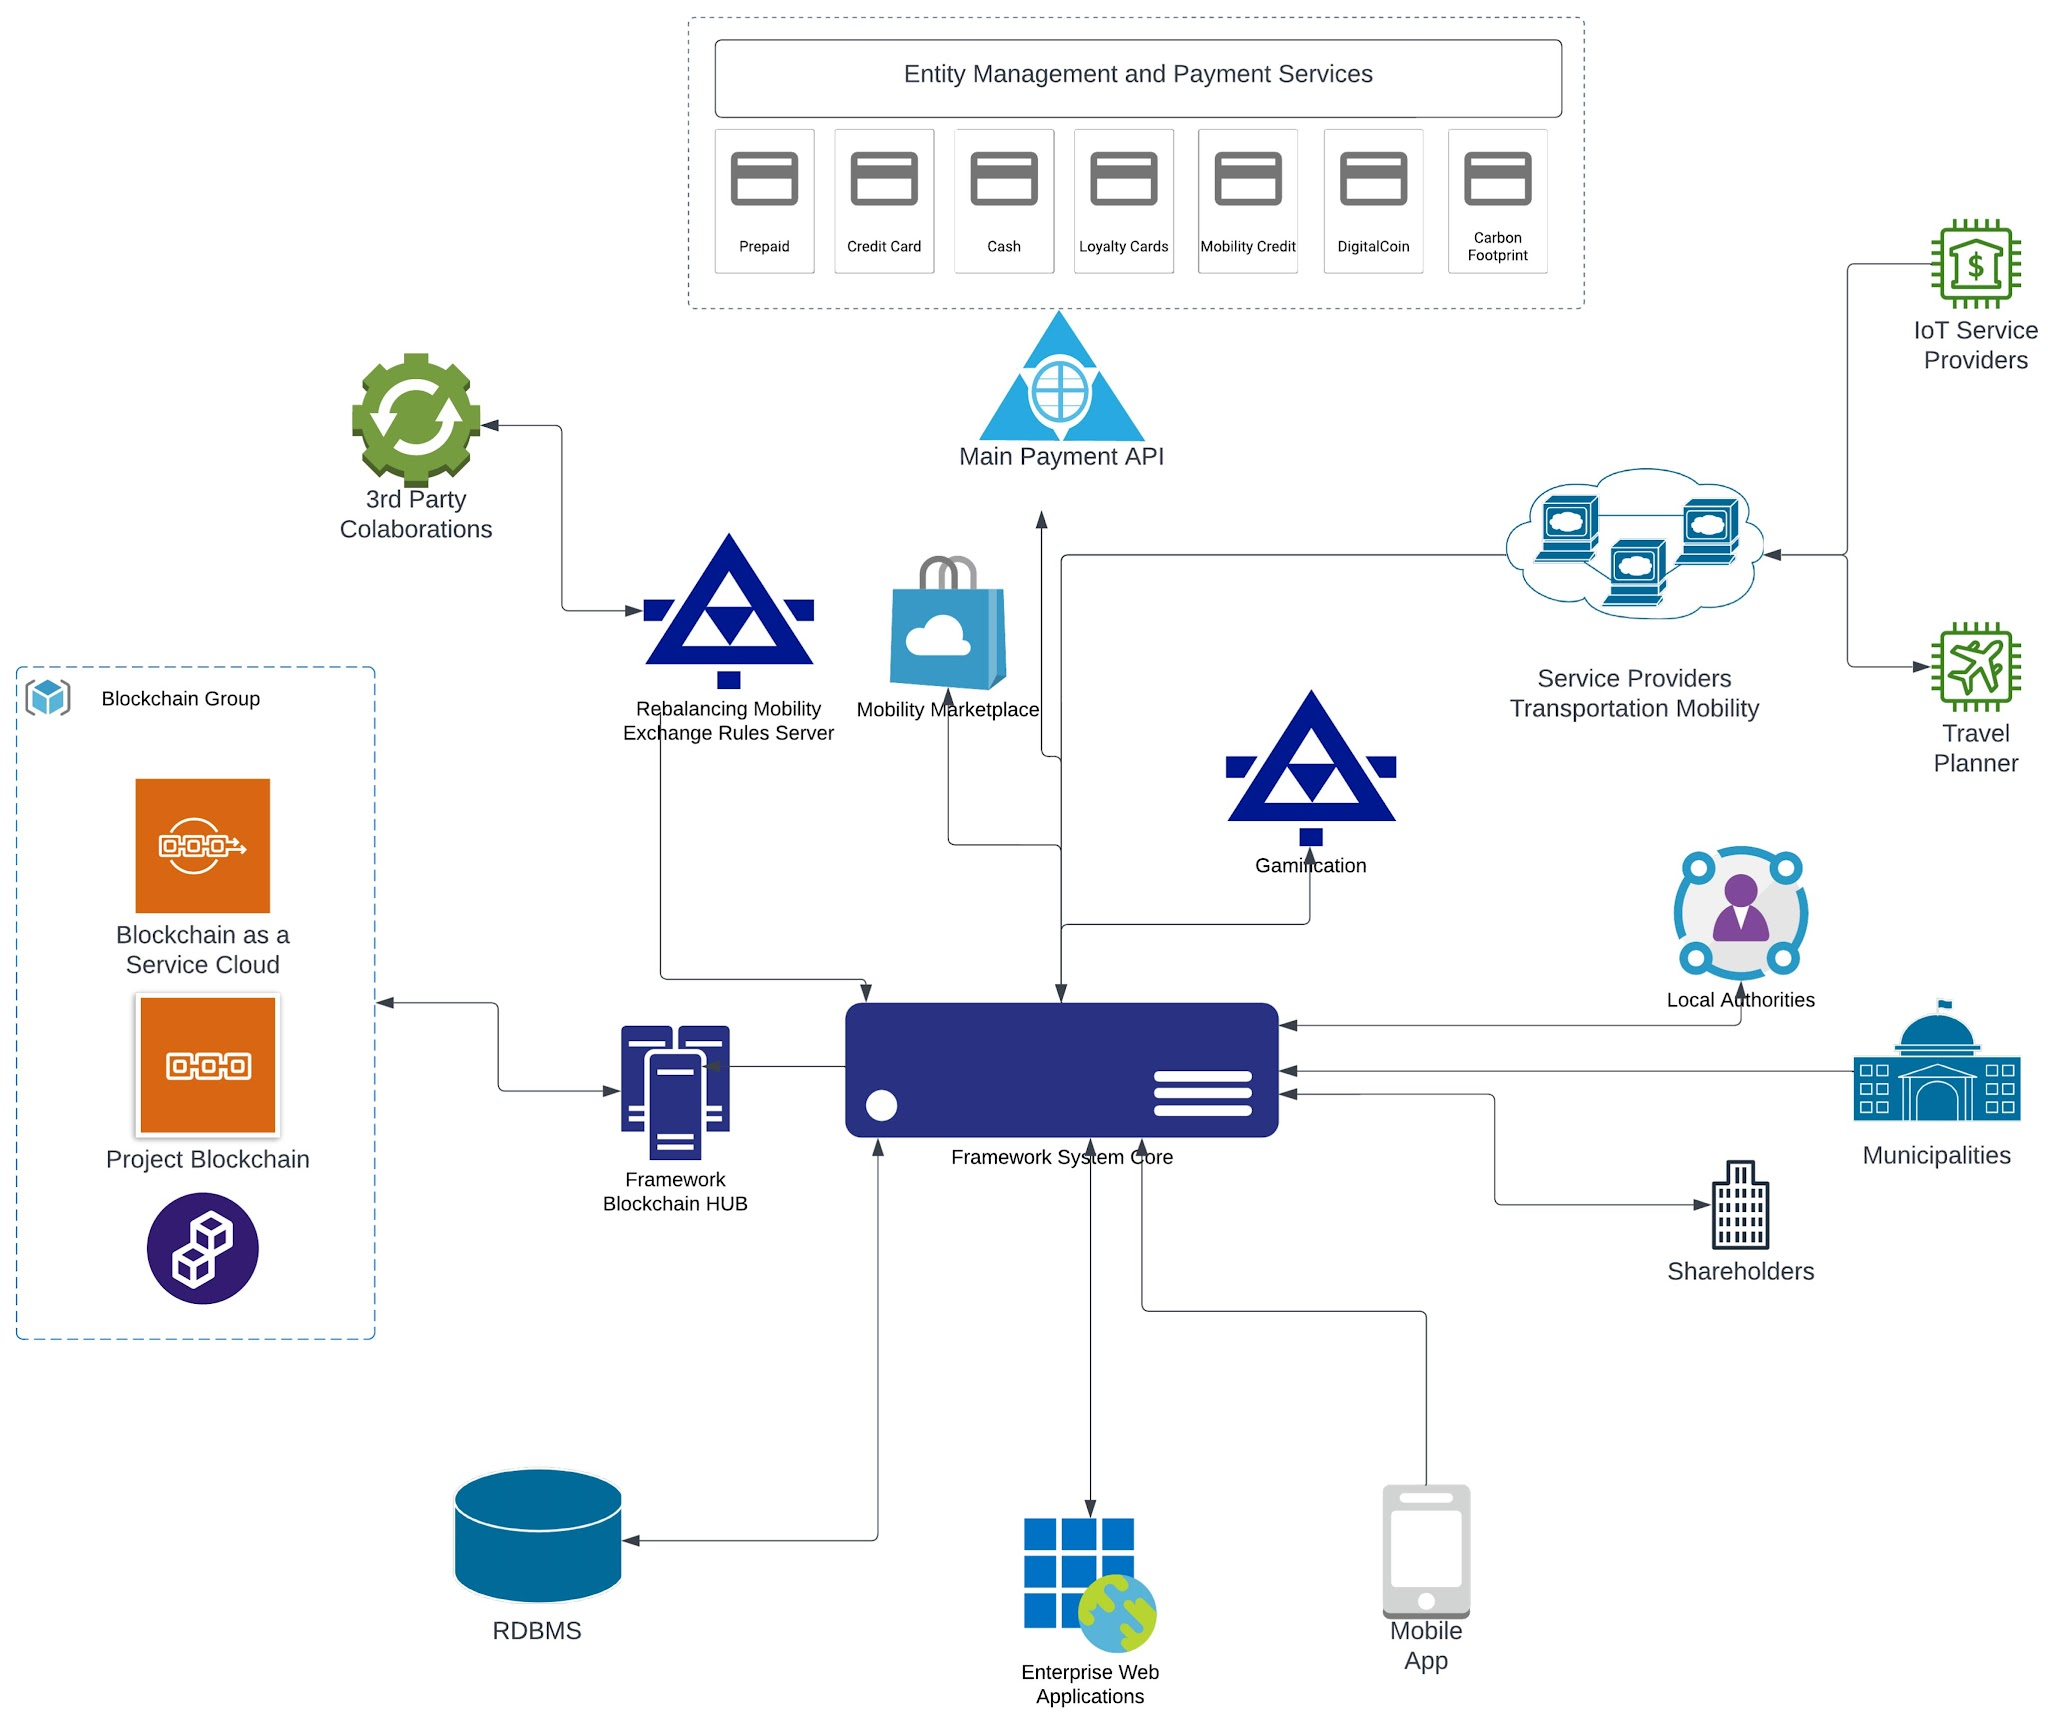 Entity Management and Payment Services
Prepaid
Credit Card
Cash
Loyalty Cards
Mobility Credit
DigitalCoin
Carbon
Footprint
IoT Service
Providers
Main Payment API
3rd Party
Colaborations
Service Providers
Transportation Mobility
Rebalancing Mobility
Exchange Rules Server
Mobility Marketplace
Travel
Planner
Blockchain Group
Gamification
Blockchain as a
Service Cloud
Local Authorities
Project Blockchain
Framework
Blockchain HUB
Framework System Core
Municipalities
Shareholders
RDBMS
Enterprise Web
Applications
Mobile
App